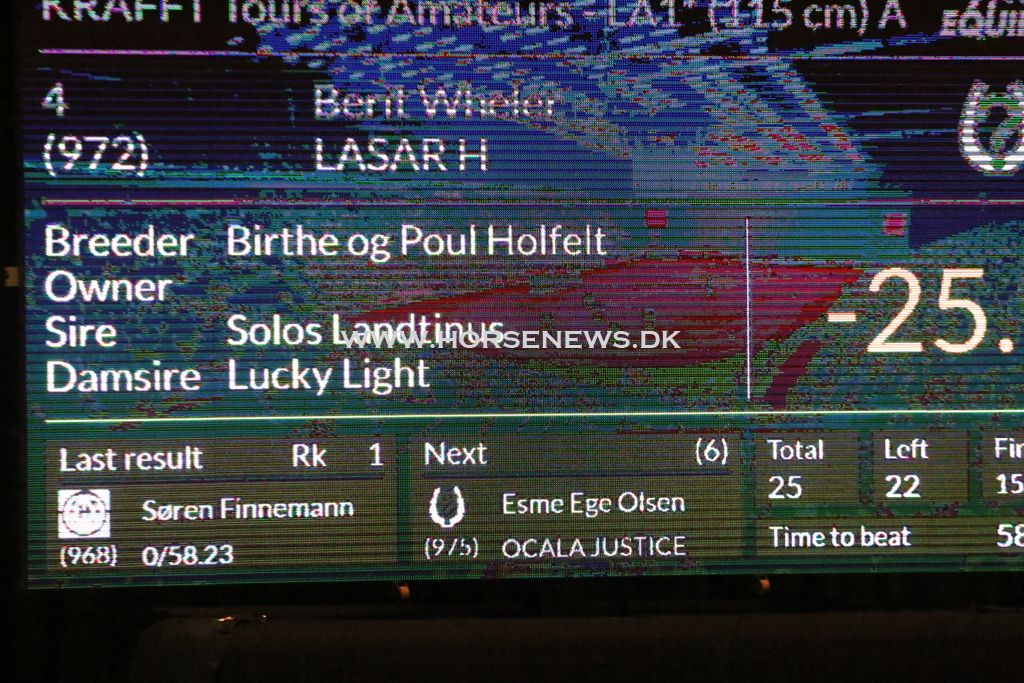 KRAFFT Tours of Amateurs - LA1* (115 cm) A
4 Berit Wheler
(972) LASAR H
Breeder Birthe og Poul Holfelt
Owner
-25.
Sire Solos Landtinus
WWW.HORSENEWS.DK
Damsire Lucky Light
Last result Rk 1
Søren Finnemann
(968) 0/58.23
Next (6)
Esme Ege Olsen
(975) OCALA JUSTICE
Total
25
Left
22
15
Time to beat 58